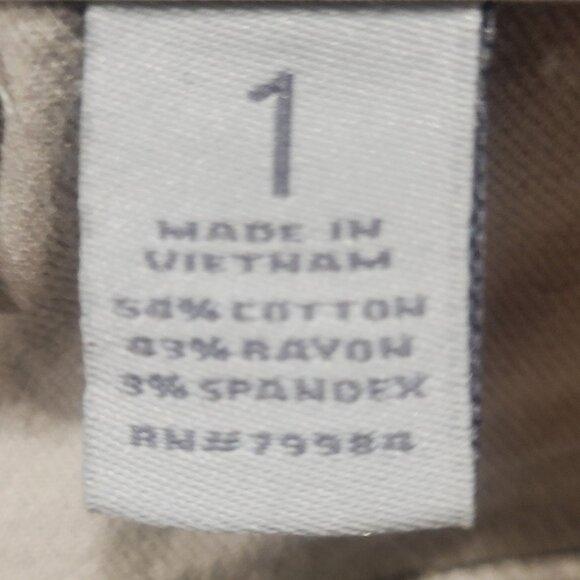 1
MADE IN
VIETNAM
54% COTTON
43% RAYON
3% SPANDEX
RN# 79984